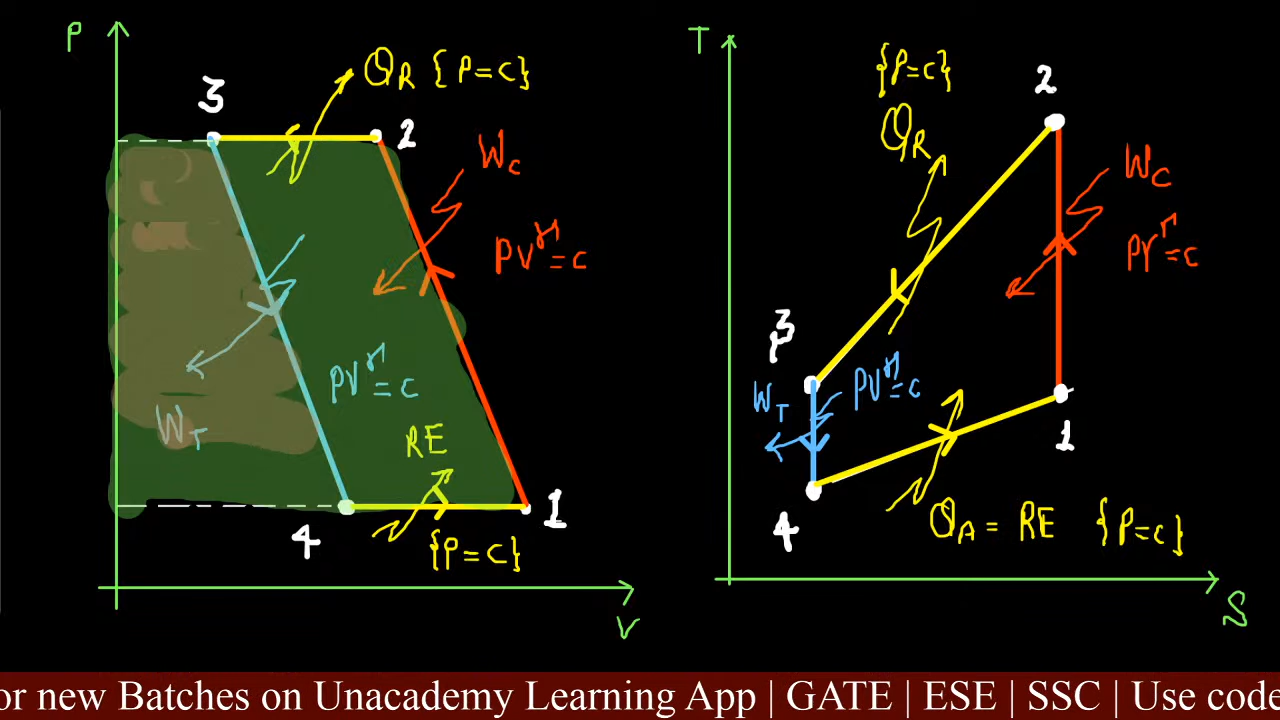 P
3
Q_R {P=C}
2
W_C
PV^γ=C
W_T
PV^γ=C
RE
4
1
{P=C}
V
T
{P=C}
2
Q_R
W_C
PV^γ=C
3
W_T
PV^γ=C
1
4
Q_A = RE {P=C}
S
or new Batches on Unacademy Learning App | GATE | ESE | SSC | Use code